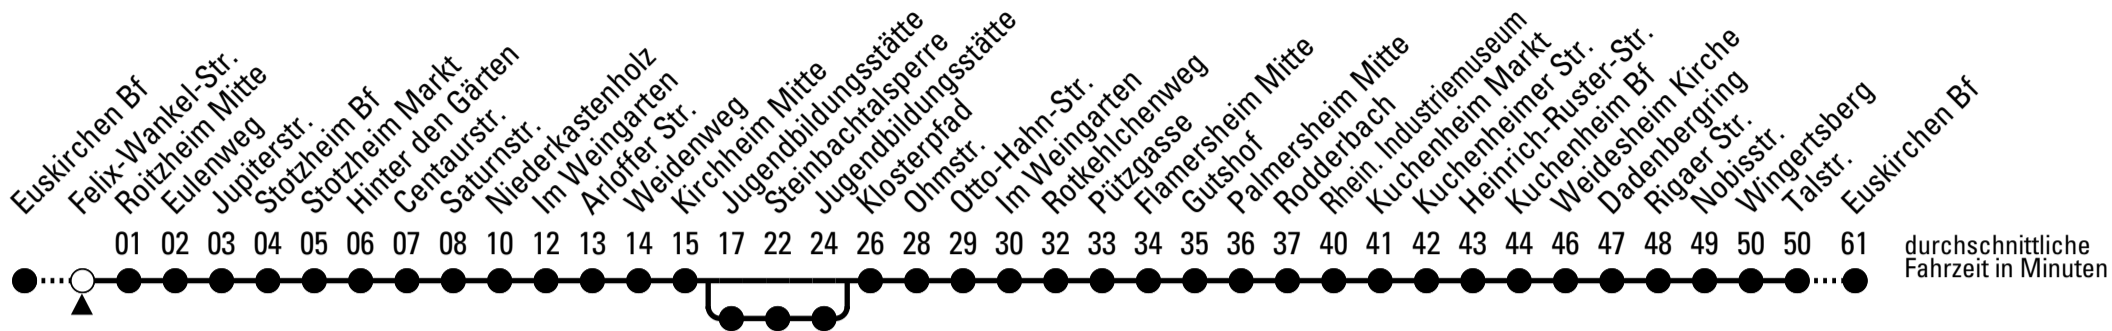 Euskirchen Bf
Felix-Wankel-Str.
Roitzheim Mitte
Eulenweg
Jupiterstr.
Stotzheim Bf
Stotzheim Markt
Hinter den Gärten
Centaurstr.
Saturnstr.
Niederkastenholz
Im Weingarten
Arloffer Str.
Weidenweg
Kirchheim Mitte
Jugendbildungsstätte
Steinbachtalsperre
Jugendbildungsstätte
Klosterpfad
Ohmstr.
Otto-Hahn-Str.
Im Weingarten
Rotkehlchenweg
Pützgasse
Flamersheim Mitte
Gutshof
Palmersheim Mitte
Rodderbach
Rhein. Industriemuseum
Kuchenheim Markt
Kuchenheimer Str.
Heinrich-Ruster-Str.
Kuchenheim Bf
Weidesheim Kirche
Dadenbergring
Rigaer Str.
Nobisstr.
Wingertsberg
Talstr.
Euskirchen Bf
01 02 03 04 05 06 07 08 10 12 13 14 15 17 22 24 26 28 29 30 32 33 34 35 36 37 40 41 42 43 44 46 47 48 49 50 50 61
durchschnittliche
Fahrzeit in Minuten